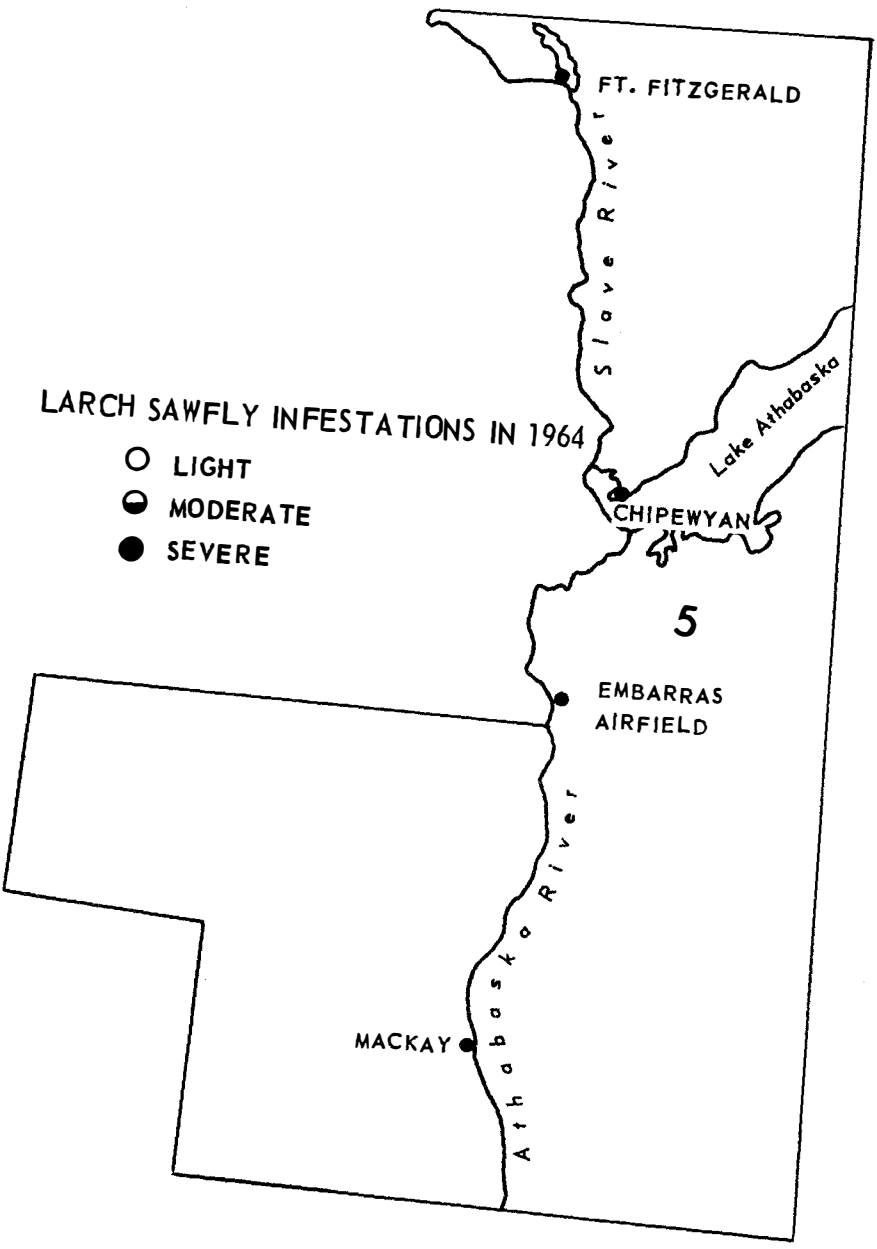 FT. FITZGERALD
Slave River
Lake Athabaska
LARCH SAWFLY INFESTATIONS IN 1964
LIGHT
MODERATE
SEVERE
CHIPEWYAN
5
EMBARRAS
AIRFIELD
Athabaska River
MACKAY